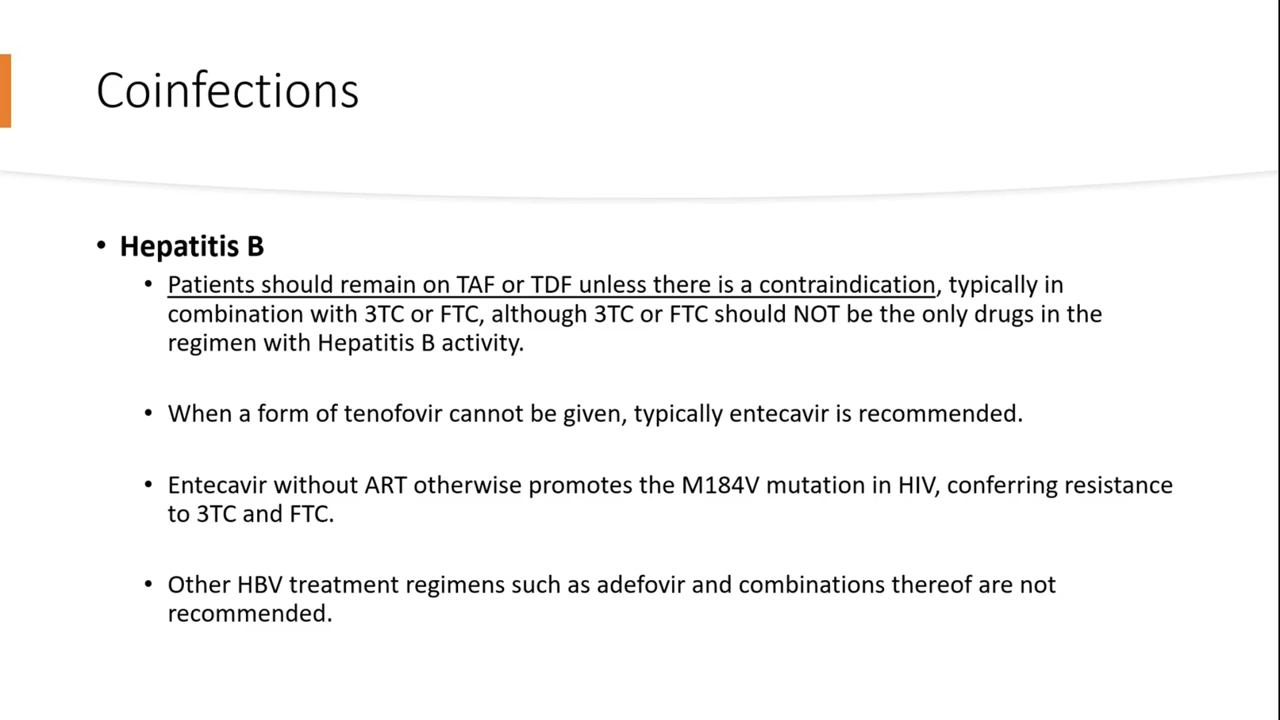 Coinfections
• Hepatitis B
• Patients should remain on TAF or TDF unless there is a contraindication, typically in
combination with 3TC or FTC, although 3TC or FTC should NOT be the only drugs in the
regimen with Hepatitis B activity.
• When a form of tenofovir cannot be given, typically entecavir is recommended.
• Entecavir without ART otherwise promotes the M184V mutation in HIV, conferring resistance
to 3TC and FTC.
• Other HBV treatment regimens such as adefovir and combinations thereof are not
recommended.